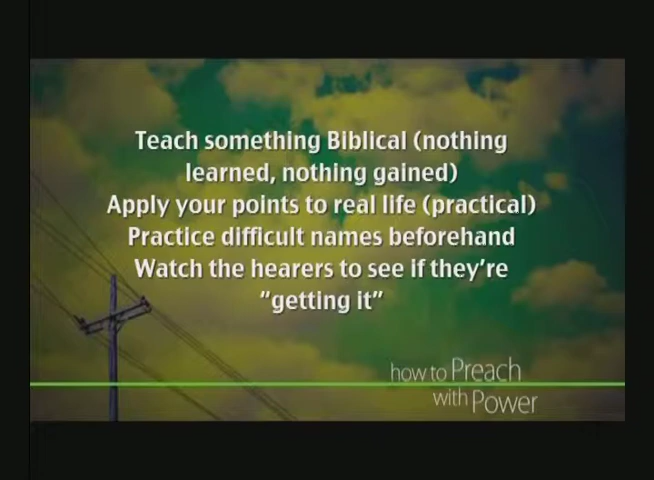 Teach something Biblical (nothing
learned, nothing gained)
Apply your points to real life (practical)
Practice difficult names beforehand
Watch the hearers to see if they're
"getting it"
how to Preach
with Power